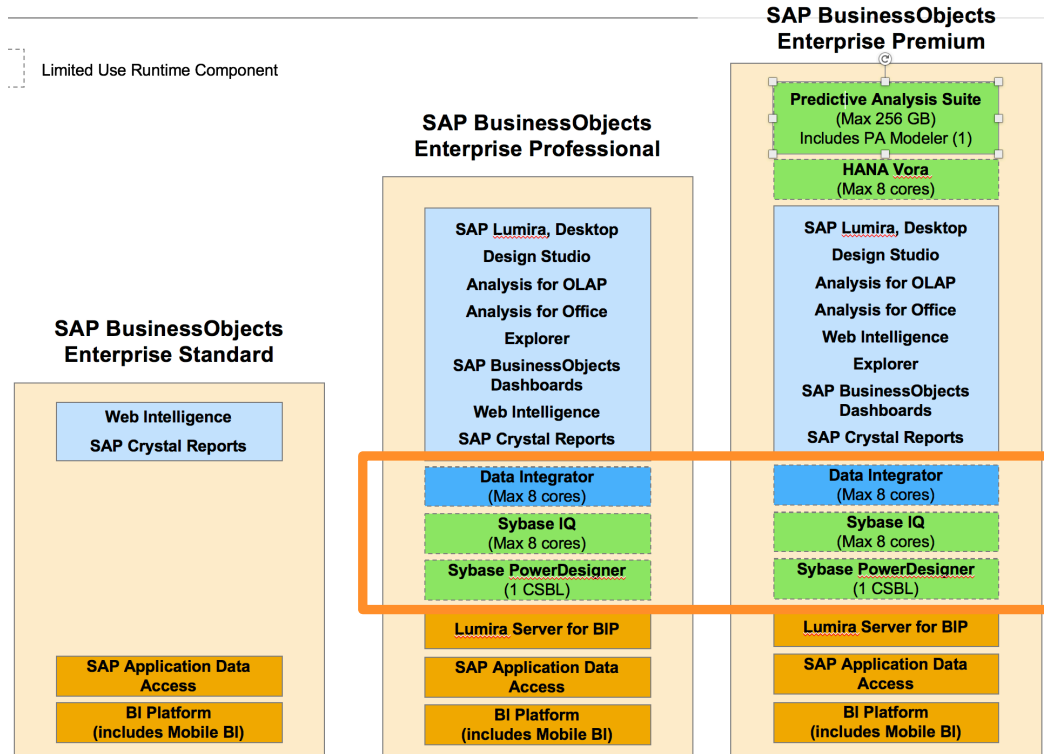 SAP BusinessObjects
Enterprise Premium
Limited Use Runtime Component
Predictive Analysis Suite
(Max 256 GB)
Includes PA Modeler (1)
HANA Vora
(Max 8 cores)
SAP Lumira, Desktop
Design Studio
Analysis for OLAP
Analysis for Office
Web Intelligence
Explorer
SAP BusinessObjects
Dashboards
SAP Crystal Reports
Data Integrator
(Max 8 cores)
Sybase IQ
(Max 8 cores)
Sybase PowerDesigner
(1 CSBL)
Lumira Server for BIP
SAP Application Data
Access
BI Platform
(includes Mobile BI)
SAP BusinessObjects
Enterprise Professional
SAP Lumira, Desktop
Design Studio
Analysis for OLAP
Analysis for Office
Explorer
SAP BusinessObjects
Dashboards
Web Intelligence
SAP Crystal Reports
Data Integrator
(Max 8 cores)
Sybase IQ
(Max 8 cores)
Sybase PowerDesigner
(1 CSBL)
Lumira Server for BIP
SAP Application Data
Access
BI Platform
(includes Mobile BI)
SAP BusinessObjects
Enterprise Standard
Web Intelligence
SAP Crystal Reports
SAP Application Data
Access
BI Platform
(includes Mobile BI)